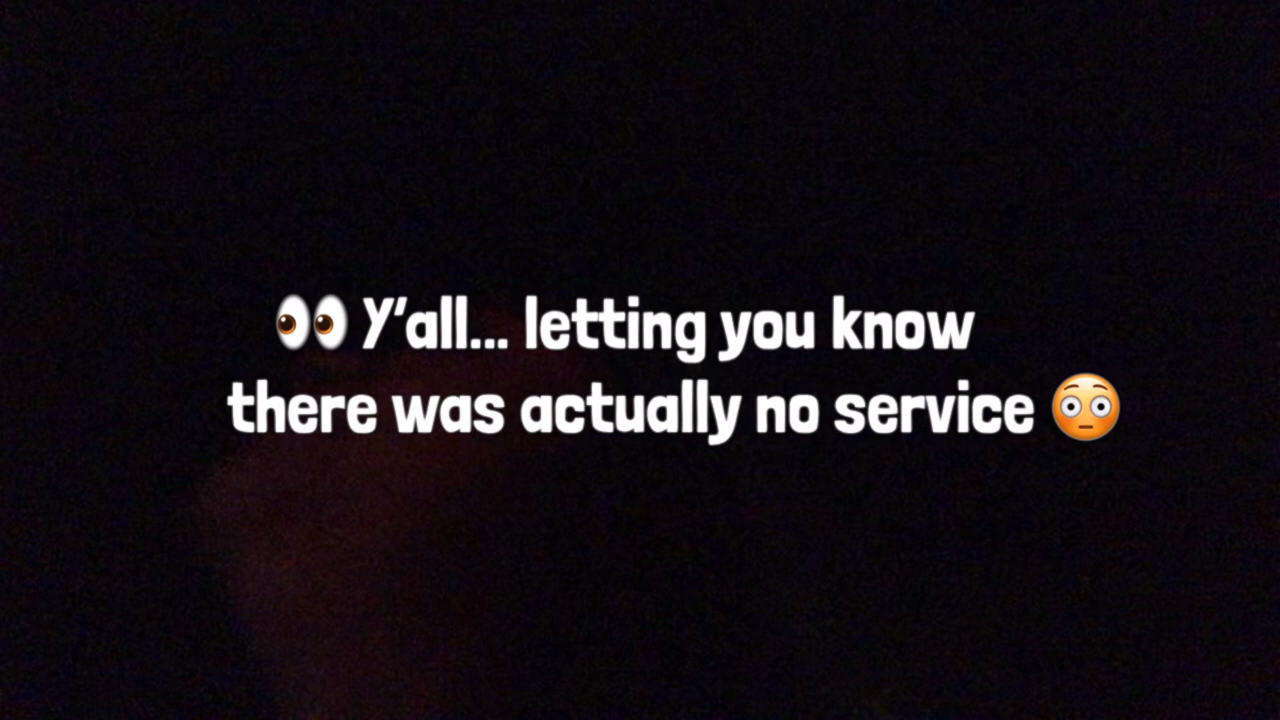 👀 Y'all... letting you know
there was actually no service 😳